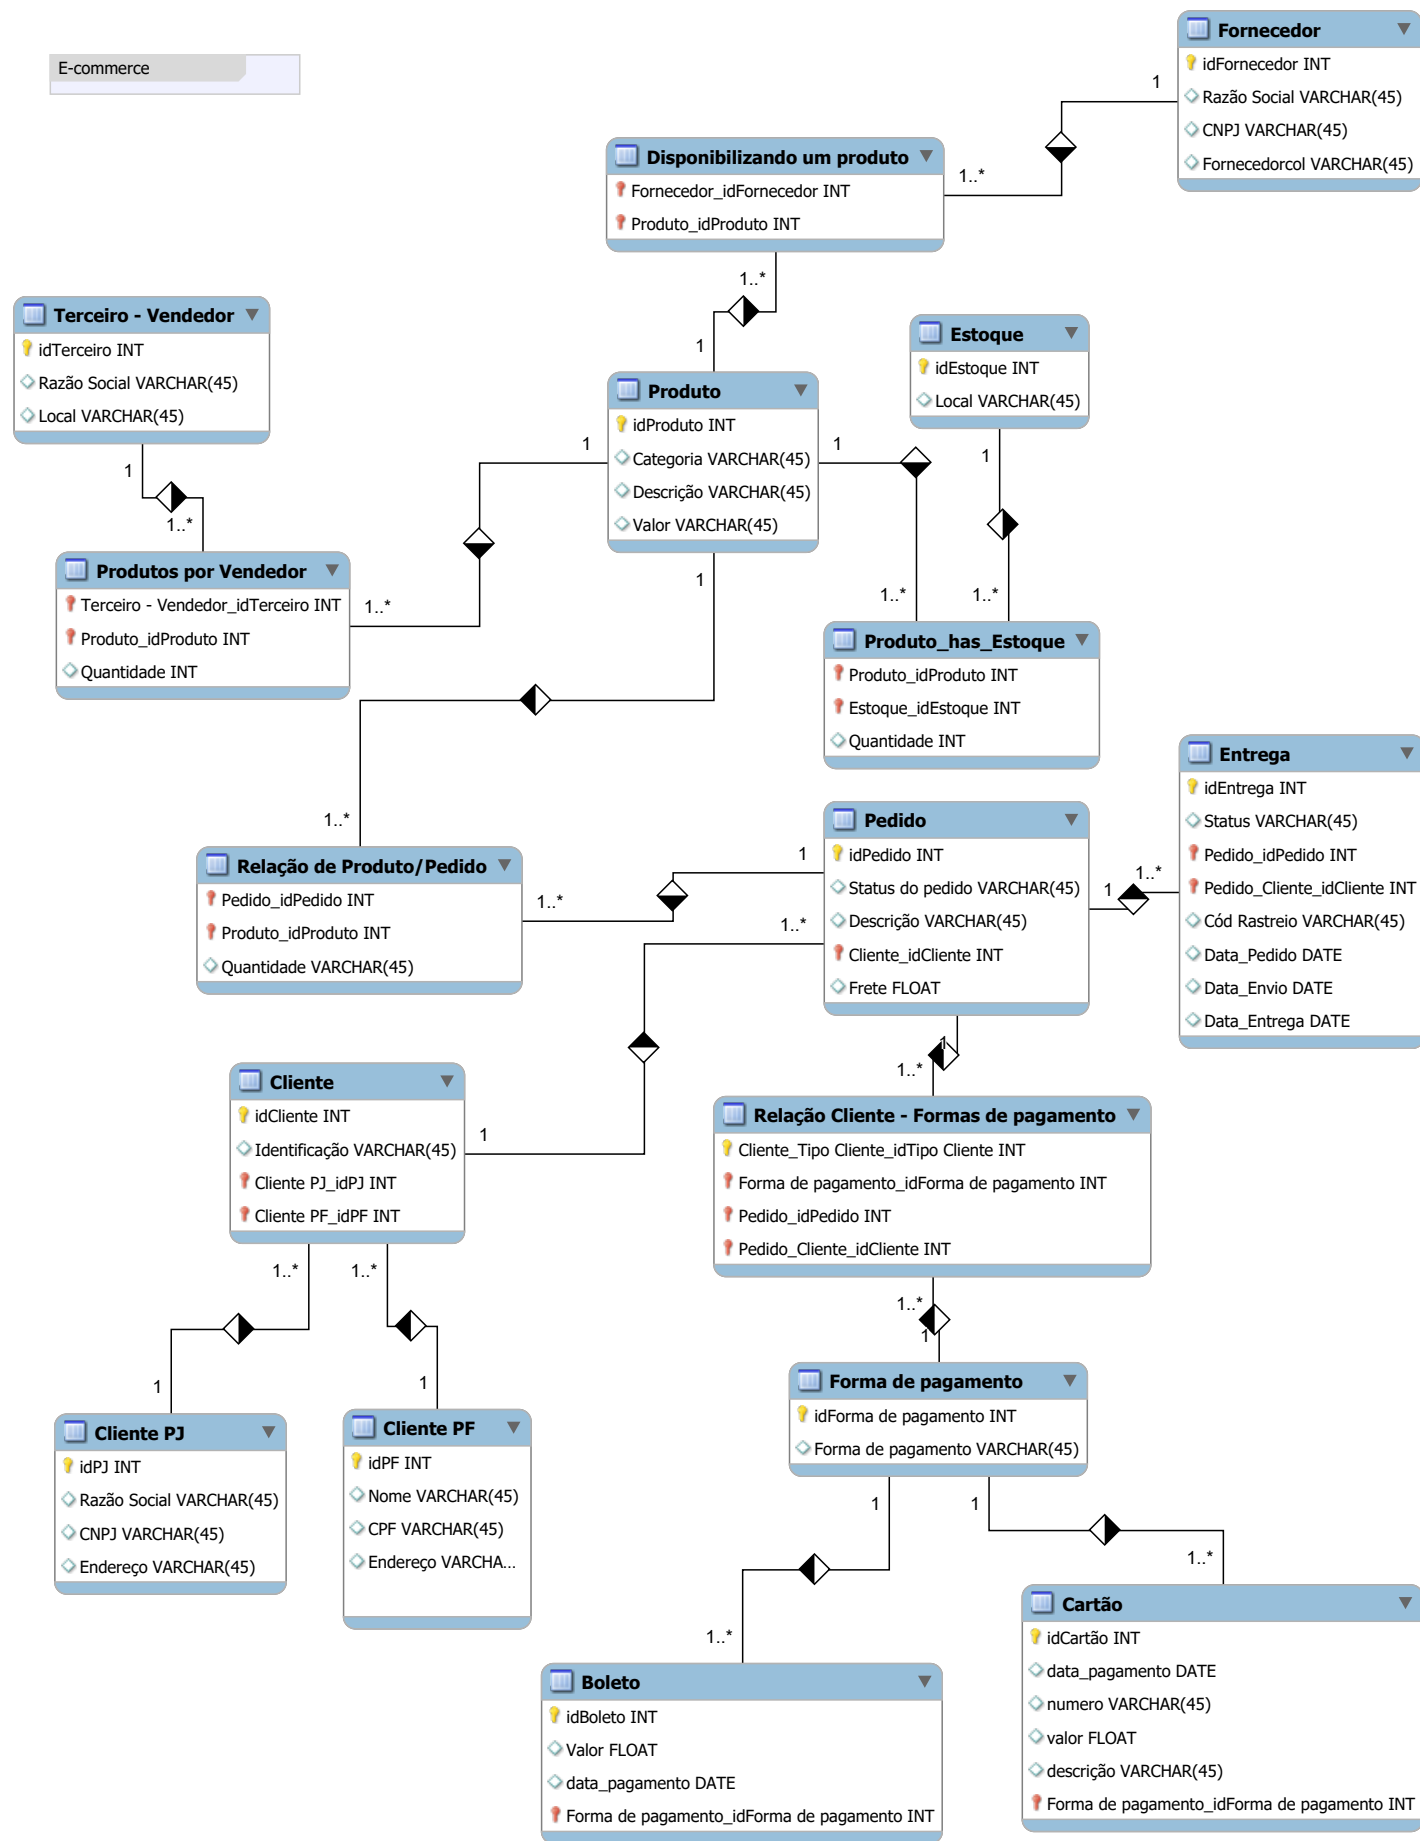 E-commerce
Fornecedor
idFornecedor INT
Razão Social VARCHAR(45)
CNPJ VARCHAR(45)
Fornecedorcol VARCHAR(45)
1
1..*
Disponibilizando um produto
Fornecedor_idFornecedor INT
Produto_idProduto INT
1..*
1
Terceiro - Vendedor
idTerceiro INT
Razão Social VARCHAR(45)
Local VARCHAR(45)
1
1..*
Produto
idProduto INT
Categoria VARCHAR(45)
Descrição VARCHAR(45)
Valor VARCHAR(45)
1
1
1
Estoque
idEstoque INT
Local VARCHAR(45)
1
Produtos por Vendedor
Terceiro - Vendedor_idTerceiro INT
Produto_idProduto INT
Quantidade INT
1..*
1..*
1..*
Produto_has_Estoque
Produto_idProduto INT
Estoque_idEstoque INT
Quantidade INT
1..*
Relação de Produto/Pedido
Pedido_idPedido INT
Produto_idProduto INT
Quantidade VARCHAR(45)
1..*
1
1..*
Pedido
idPedido INT
Status do pedido VARCHAR(45)
Descrição VARCHAR(45)
Cliente_idCliente INT
Frete FLOAT
1
1..*
Entrega
idEntrega INT
Status VARCHAR(45)
Pedido_idPedido INT
Pedido_Cliente_idCliente INT
Cód Rastreio VARCHAR(45)
Data_Pedido DATE
Data_Envio DATE
Data_Entrega DATE
1
1..*
Cliente
idCliente INT
Identificação VARCHAR(45)
Cliente PJ_idPJ INT
Cliente PF_idPF INT
1
1..*
1..*
Relação Cliente - Formas de pagamento
Cliente_Tipo Cliente_idTipo Cliente INT
Forma de pagamento_idForma de pagamento INT
Pedido_idPedido INT
Pedido_Cliente_idCliente INT
1..*
1
1
1
Cliente PJ
idPJ INT
Razão Social VARCHAR(45)
CNPJ VARCHAR(45)
Endereço VARCHAR(45)
Cliente PF
idPF INT
Nome VARCHAR(45)
CPF VARCHAR(45)
Endereço VARCHA...
Forma de pagamento
idForma de pagamento INT
Forma de pagamento VARCHAR(45)
1
1
1..*
1..*
Boleto
idBoleto INT
Valor FLOAT
data_pagamento DATE
Forma de pagamento_idForma de pagamento INT
Cartão
idCartão INT
data_pagamento DATE
numero VARCHAR(45)
valor FLOAT
descrição VARCHAR(45)
Forma de pagamento_idForma de pagamento INT